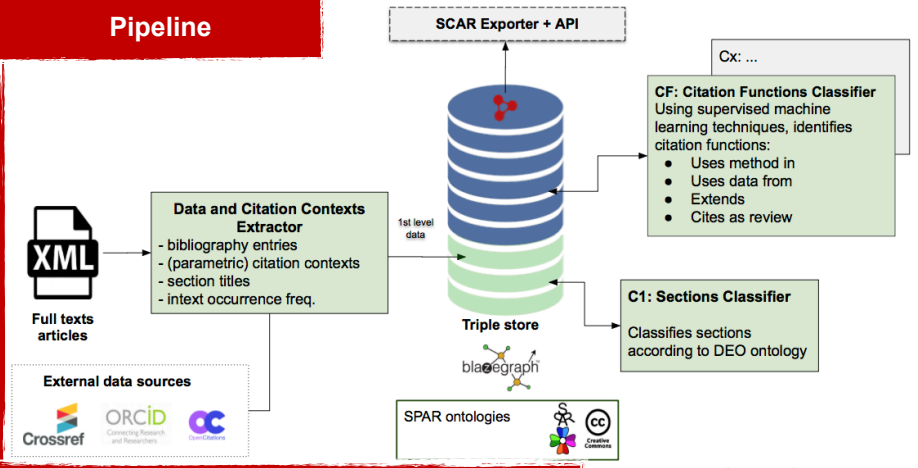 Pipeline
SCAR Exporter + API
Cx: ...
CF: Citation Functions Classifier
Using supervised machine
learning techniques, identifies
citation functions:
● Uses method in
● Uses data from
● Extends
● Cites as review
Data and Citation Contexts
Extractor
- bibliography entries
- (parametric) citation contexts
- section titles
- intext occurrence freq.
1st level
data
XML
Full texts
articles
C1: Sections Classifier
Classifies sections
according to DEO ontology
Triple store
blazegraph
External data sources
Crossref
ORCID
Connecting Research
and Researchers
OpenCitations
SPAR ontologies
SPAR
cc
Creative
Commons